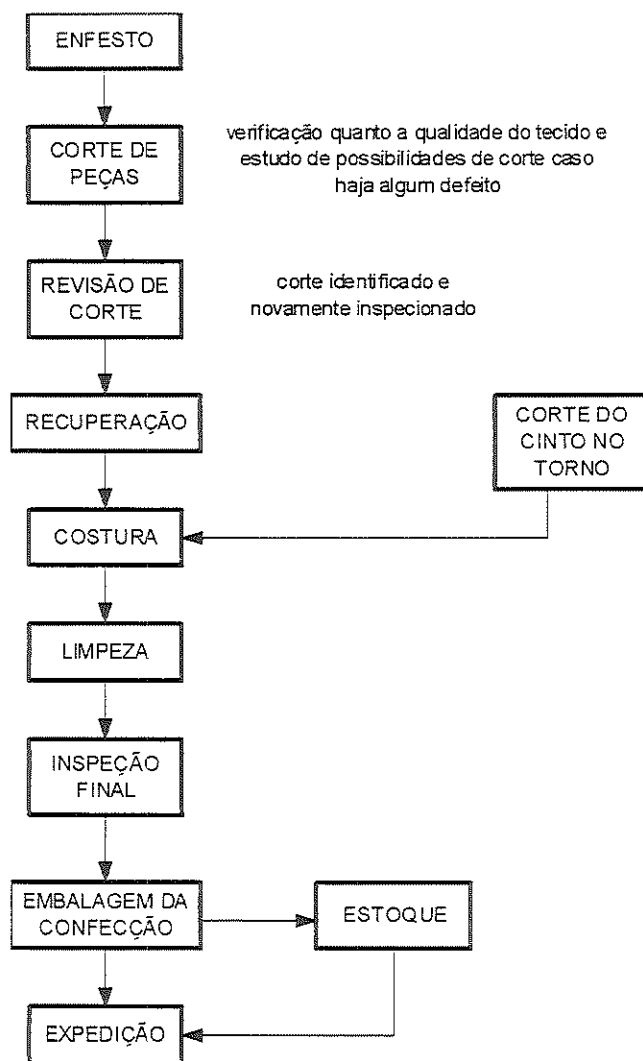 ENFESTO
CORTE DE
PEÇAS
verificação quanto a qualidade do tecido e
estudo de possibilidades de corte caso
haja algum defeito
REVISÃO DE
CORTE
corte identificado e
novamente inspecionado
RECUPERAÇÃO
CORTE DO
CINTO NO
TORNO
COSTURA
LIMPEZA
INSPEÇÃO
FINAL
EMBALAGEM DA
CONFECÇÃO
ESTOQUE
EXPEDIÇÃO